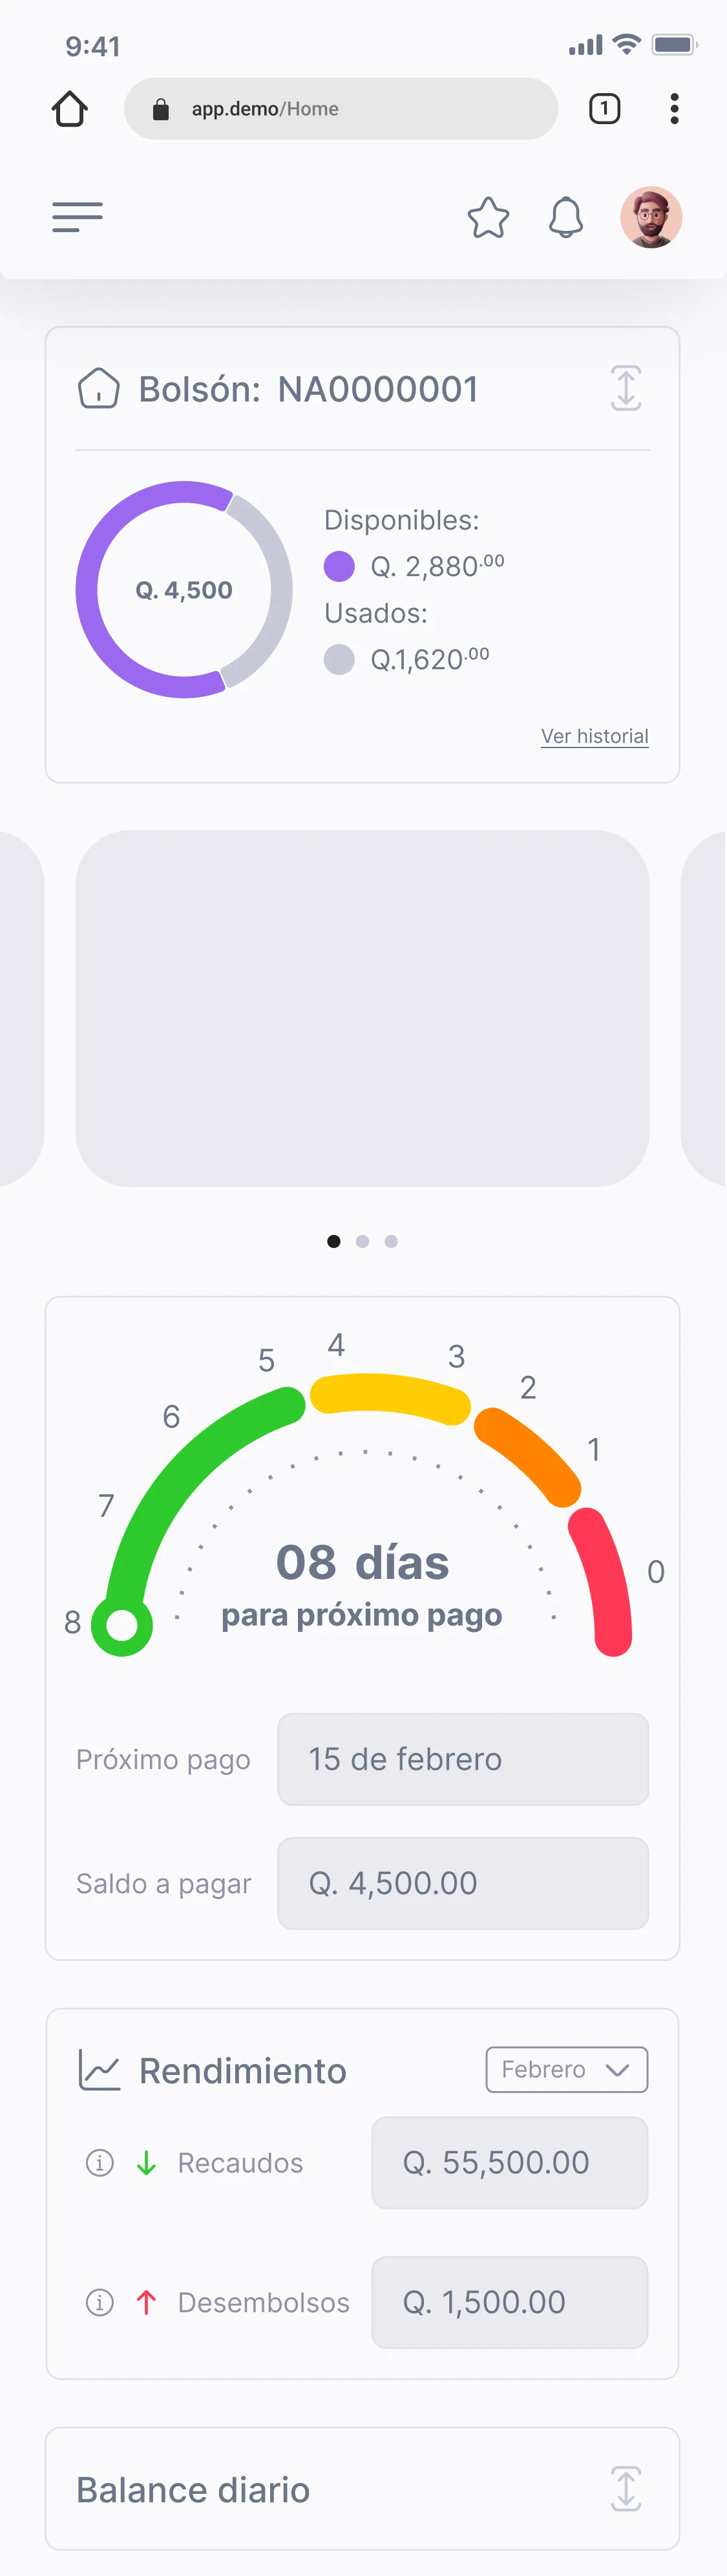 9:41
app.demo/Home
1
Bolsón: NA0000001
Q. 4,500
Disponibles:
Q. 2,880.00
Usados:
Q.1,620.00
Ver historial
4
5
3
2
6
1
7
0
8
08 días
para próximo pago
Próximo pago
15 de febrero
Saldo a pagar
Q. 4,500.00
Rendimiento
Febrero
Recaudos
Q. 55,500.00
Desembolsos
Q. 1,500.00
Balance diario